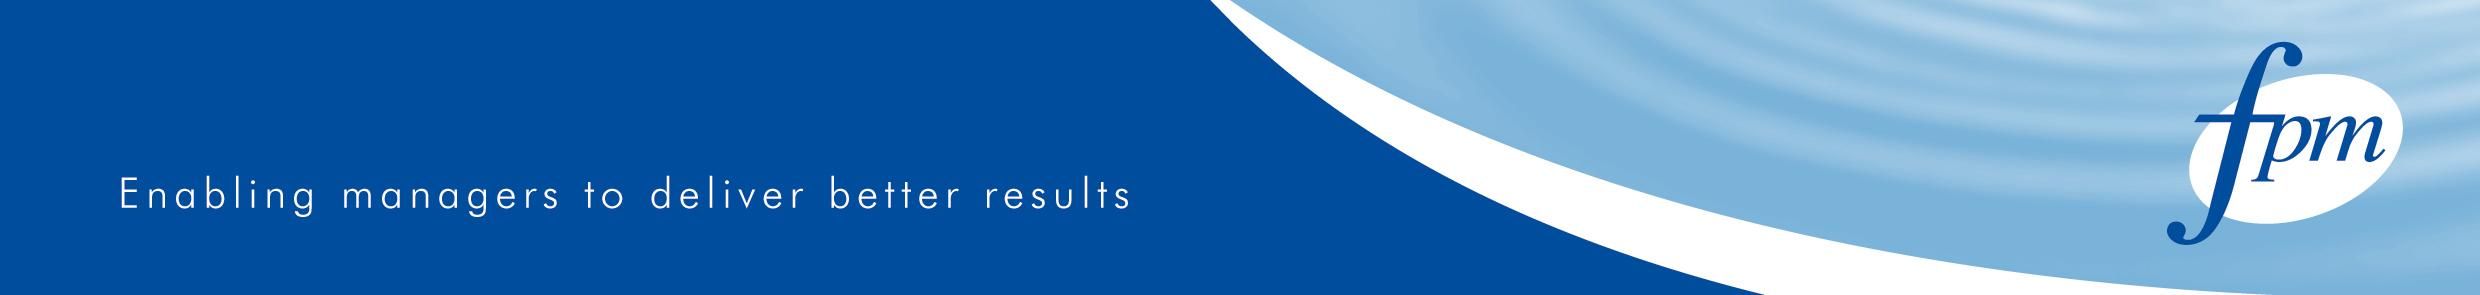 Enabling managers to deliver better results
fpm